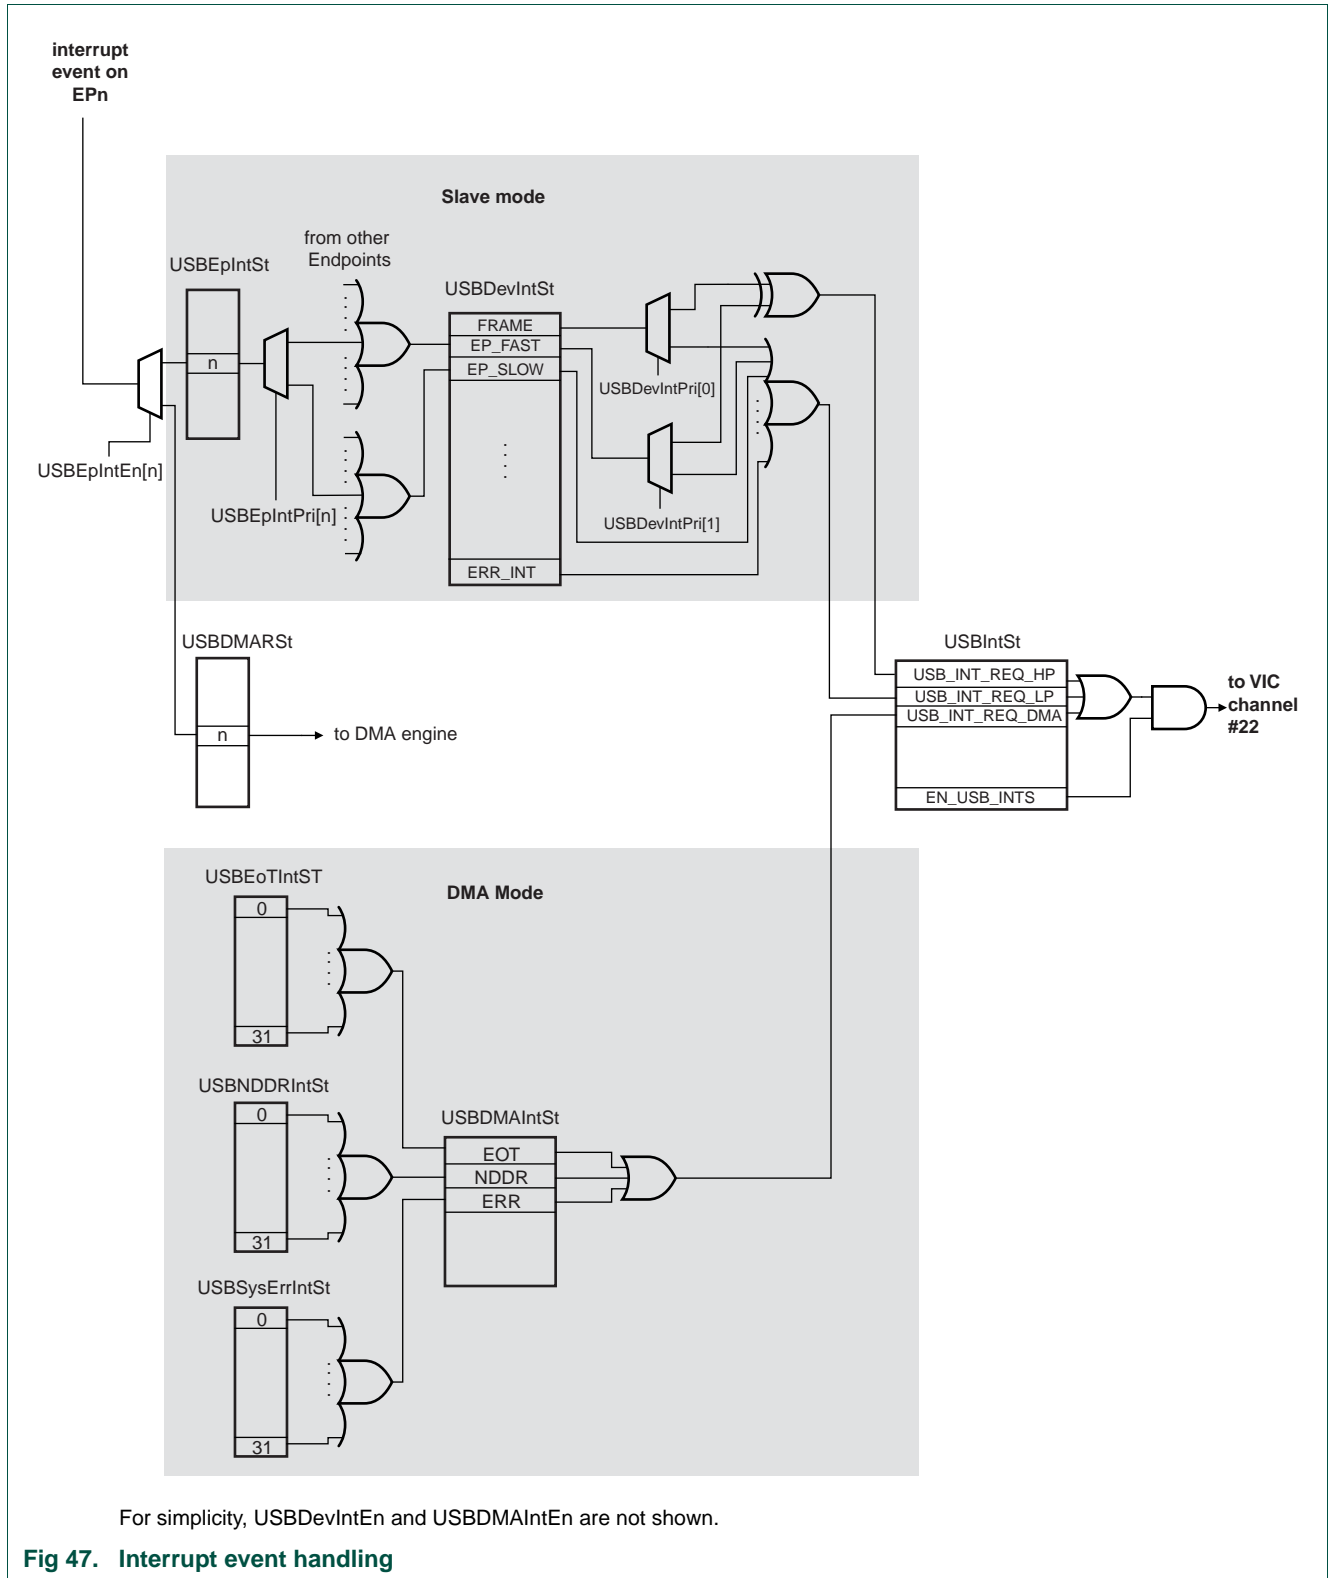 interrupt
event on
EPn
Slave mode
from other
Endpoints
USBEpIntSt
n
USBEpIntEn[n]
USBEpIntPri[n]
USBDevIntSt
FRAME
EP_FAST
EP_SLOW
ERR_INT
USBDevIntPri[0]
USBDevIntPri[1]
USBDMARSt
n
to DMA engine
USBIntSt
USB_INT_REQ_HP
USB_INT_REQ_LP
USB_INT_REQ_DMA
EN_USB_INTS
to VIC
channel
#22
DMA Mode
USBEoTIntST
0
31
USBNDDRIntSt
0
31
USBSysErrIntSt
0
31
USBDMAIntSt
EOT
NDDR
ERR
For simplicity, USBDevIntEn and USBDMAIntEn are not shown.
Fig 47. Interrupt event handling